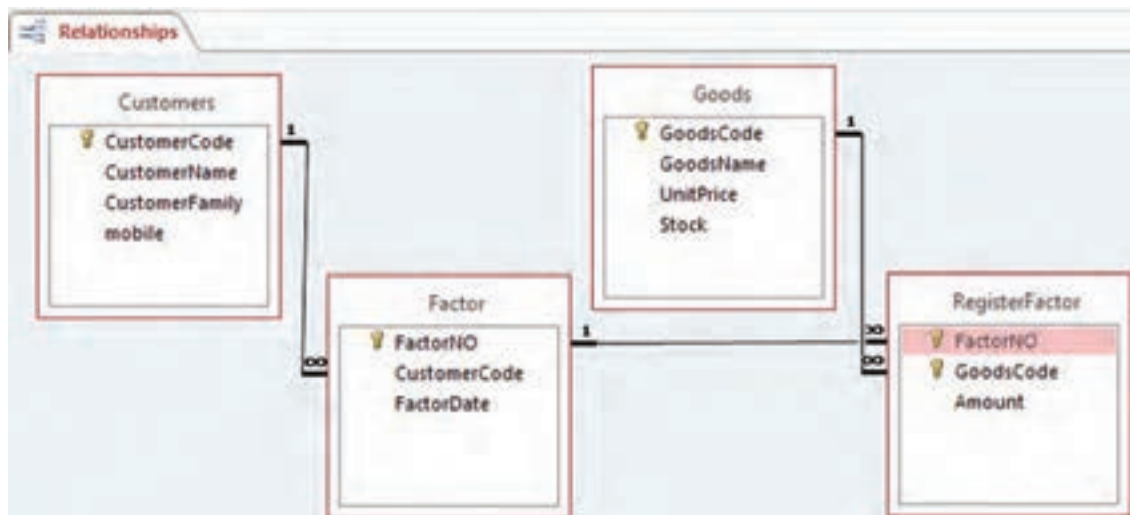 Relationships
Customers
CustomerCode
CustomerName
CustomerFamily
mobile
1
∞
Factor
FactorNO
CustomerCode
FactorDate
1
∞
Goods
GoodsCode
GoodsName
UnitPrice
Stock
1
∞
RegisterFactor
FactorNO
GoodsCode
Amount